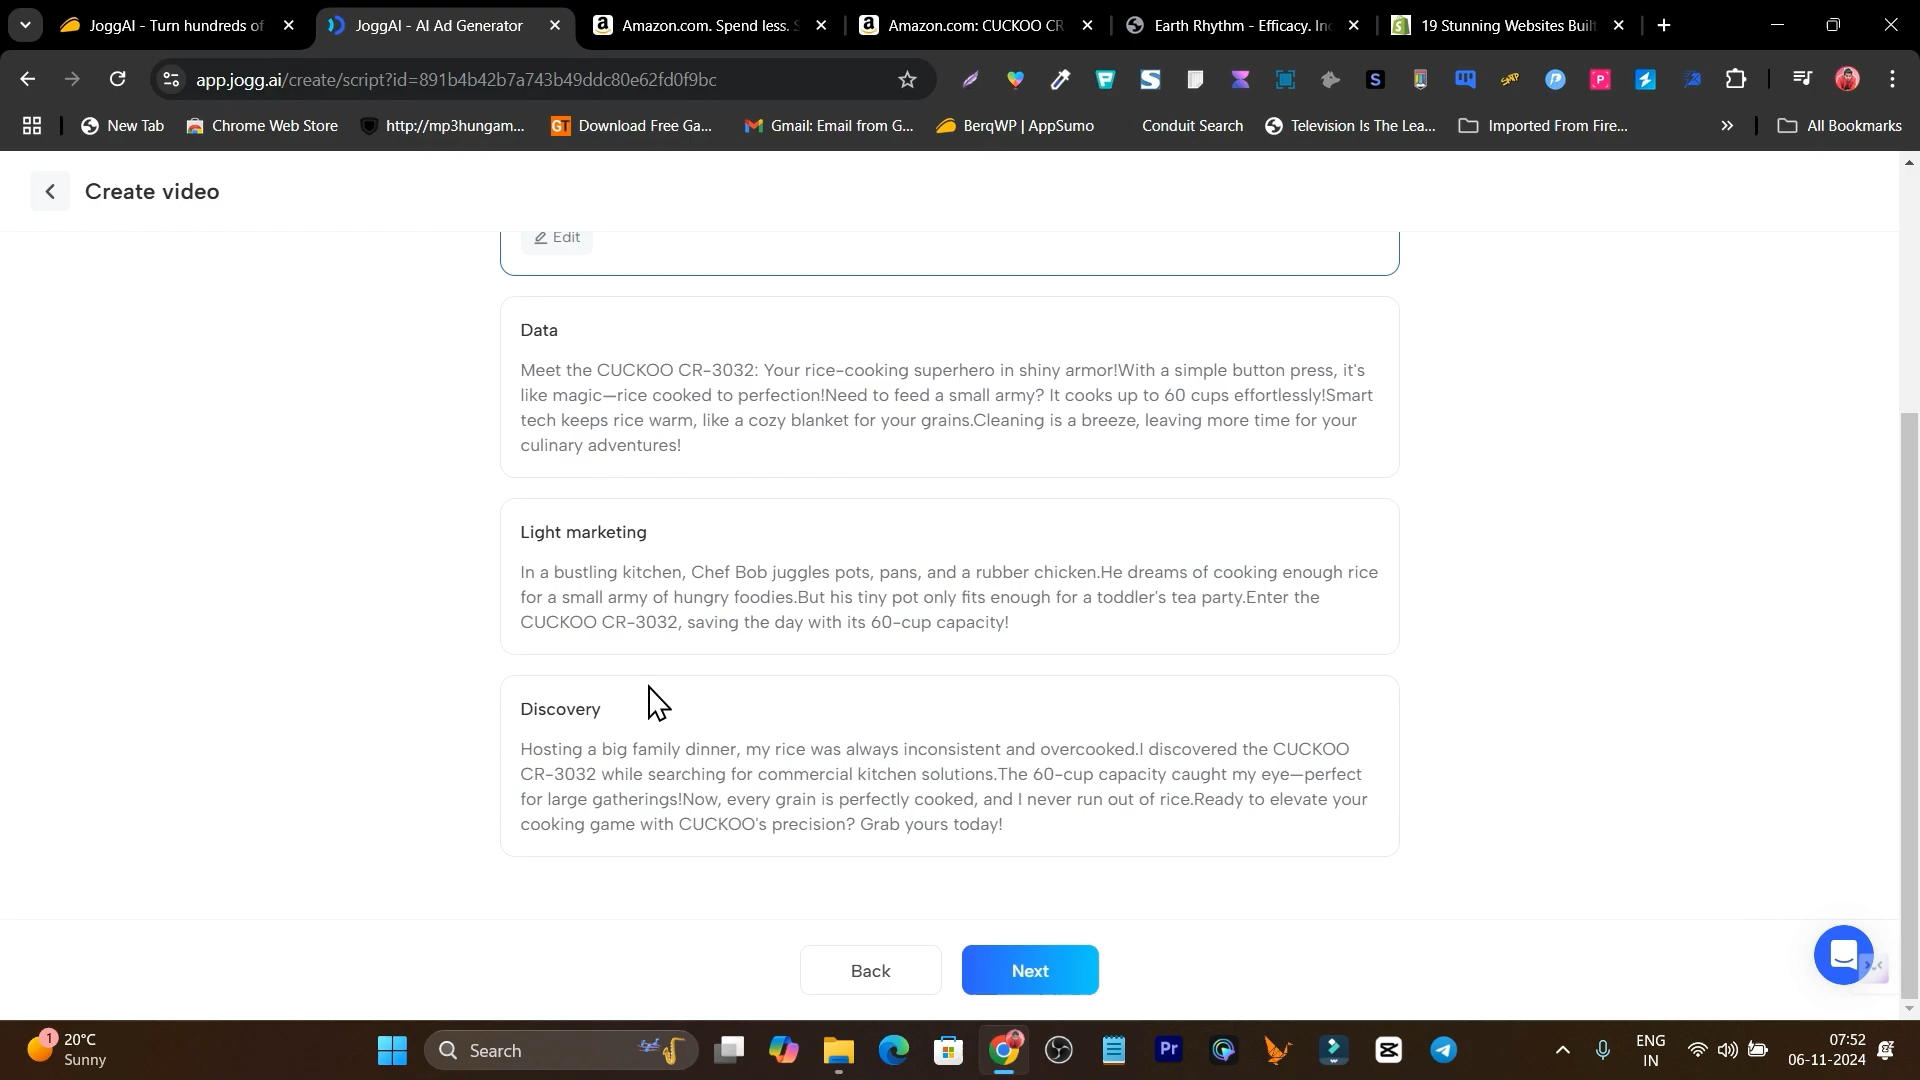 JoggAI - Turn hundreds of
JoggAI - AI Ad Generator
Amazon.com. Spend less. S
Amazon.com: CUCKOO CR
Earth Rhythm - Efficacy. Inc
19 Stunning Websites Built
app.jogg.ai/create/script?id=891b4b42b7a743b49ddc80e62fd0f9bc
New Tab
Chrome Web Store
http://mp3hungam...
Download Free Ga...
Gmail: Email from G...
BerqWP | AppSumo
Conduit Search
Television Is The Lea...
Imported From Fire...
All Bookmarks
Create video
Edit
Data
Meet the CUCKOO CR-3032: Your rice-cooking superhero in shiny armor!With a simple button press, it's
like magic—rice cooked to perfection!Need to feed a small army? It cooks up to 60 cups effortlessly!Smart
tech keeps rice warm, like a cozy blanket for your grains.Cleaning is a breeze, leaving more time for your
culinary adventures!
Light marketing
In a bustling kitchen, Chef Bob juggles pots, pans, and a rubber chicken.He dreams of cooking enough rice
for a small army of hungry foodies.But his tiny pot only fits enough for a toddler's tea party.Enter the
CUCKOO CR-3032, saving the day with its 60-cup capacity!
Discovery
Hosting a big family dinner, my rice was always inconsistent and overcooked.I discovered the CUCKOO
CR-3032 while searching for commercial kitchen solutions.The 60-cup capacity caught my eye—perfect
for large gatherings!Now, every grain is perfectly cooked, and I never run out of rice.Ready to elevate your
cooking game with CUCKOO's precision? Grab yours today!
Back
Next
1
20°C
Sunny
Search
Pr
ENG
IN
07:52
06-11-2024